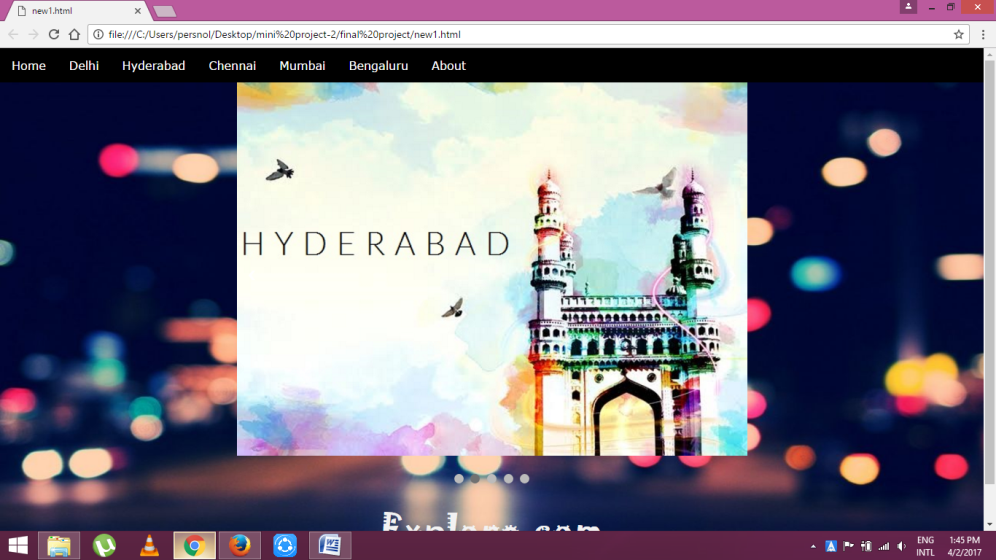 new1.html
file:///C:/Users/persnol/Desktop/mini%20project-2/final%20project/new1.html
Home Delhi Hyderabad Chennai Mumbai Bengaluru About
HYDERABAD
ENG 1:45 PM
INTL 4/2/2017